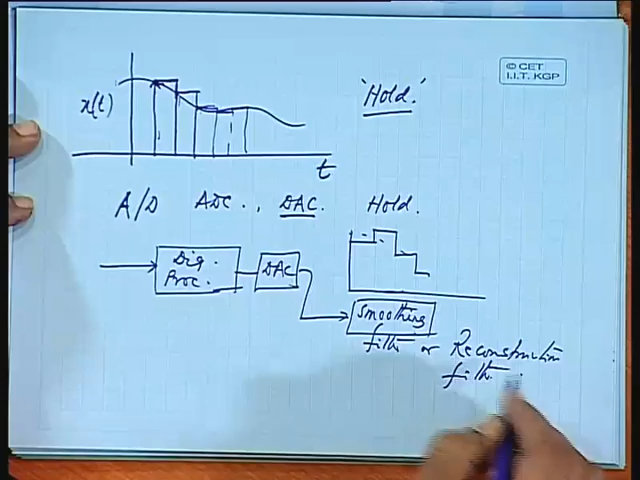 © CET
I.I.T. KGP
x(t)
'Hold.'
t
A/D ADC., DAC. Hold.
Dig. Proc. DAC
Smoothing
filter or Reconstruction
filter.